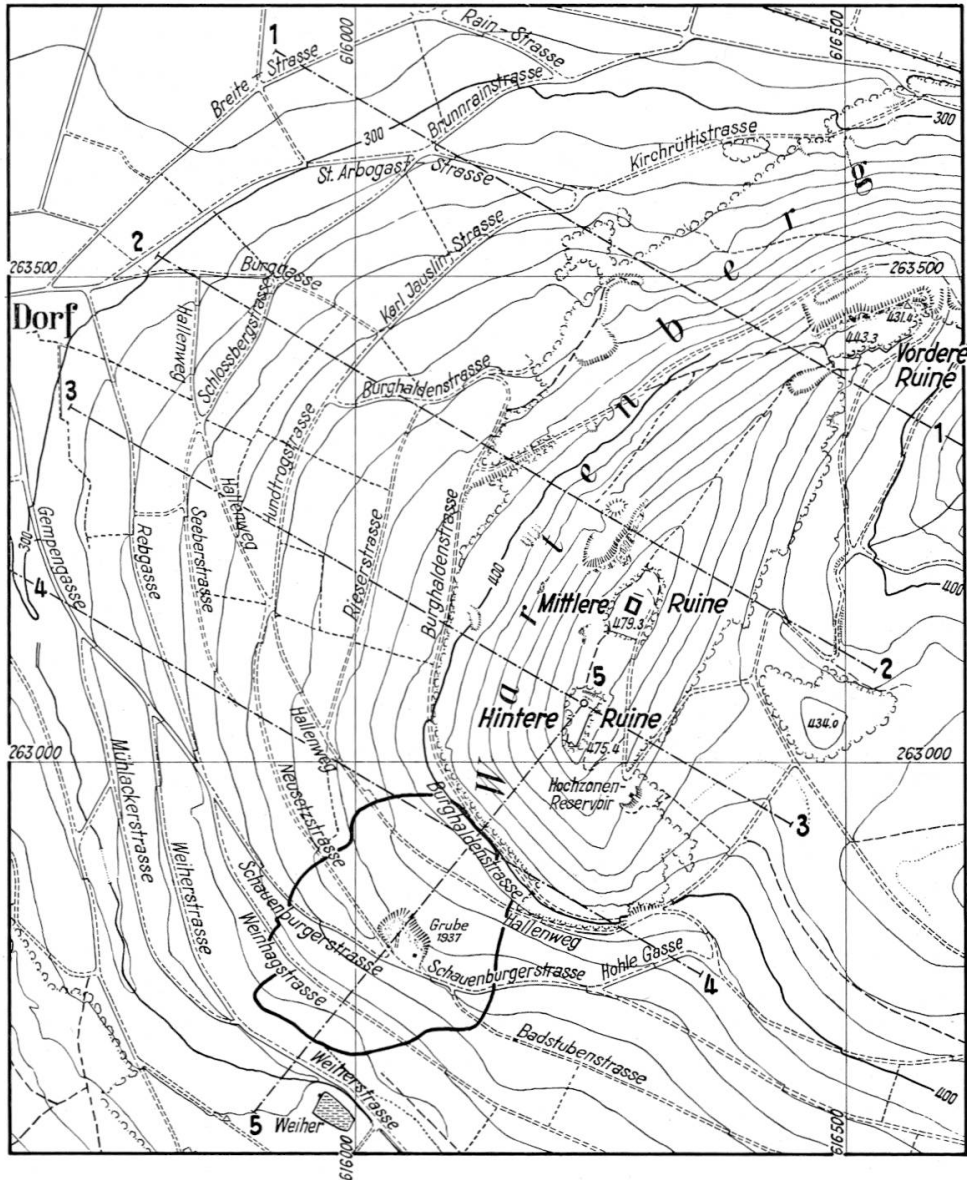 1
616000
616500
Rain-Strasse
Breite Strasse
Brunnrainstrasse
300
300
St. Arbogast Strasse
Kirchrüttistrasse
2
263500
263500
Burggasse
Karl Jauslin Strasse
Dorf
Hallenweg
Schlossbergstrasse
Wartenberg
431.4
443.3
Vordere
Ruine
3
Burghaldenstrasse
1
Hundtrogstrasse
Hallenweg
Gempengasse
300
Rebgasse
Seeberstrasse
Rieserstrasse
Burghaldenstrasse
400
400
4
Mittlere Ruine
479.3
2
5
Hintere Ruine
475.4
434.0
263000
263000
Hallenweg
Neusetzstrasse
Hochzonen-
Reservoir
3
Mühlackerstrasse
Weiherstrasse
Burghaldenstrasse
Schauenburgerstrasse
Weinhagstrasse
Grube
1937
Hallenweg
Schauenburgerstrasse
Hohle Gasse
4
Badstubenstrasse
400
Weiherstrasse
5
Weiher
616000
616500